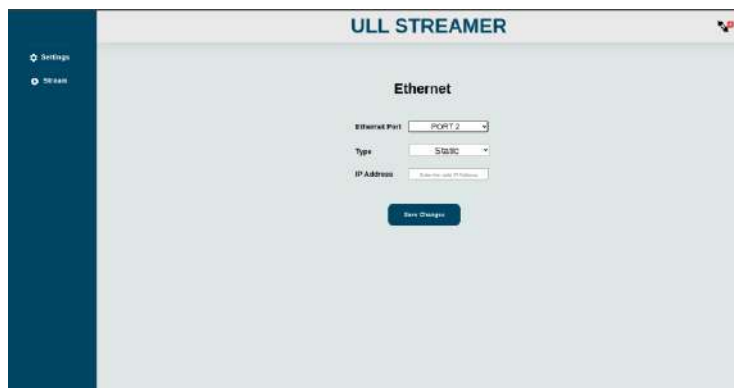 ULL STREAMER
Settings
Stream
Ethernet
Ethernet Port PORT 2
Type Static
IP Address
Save Changes